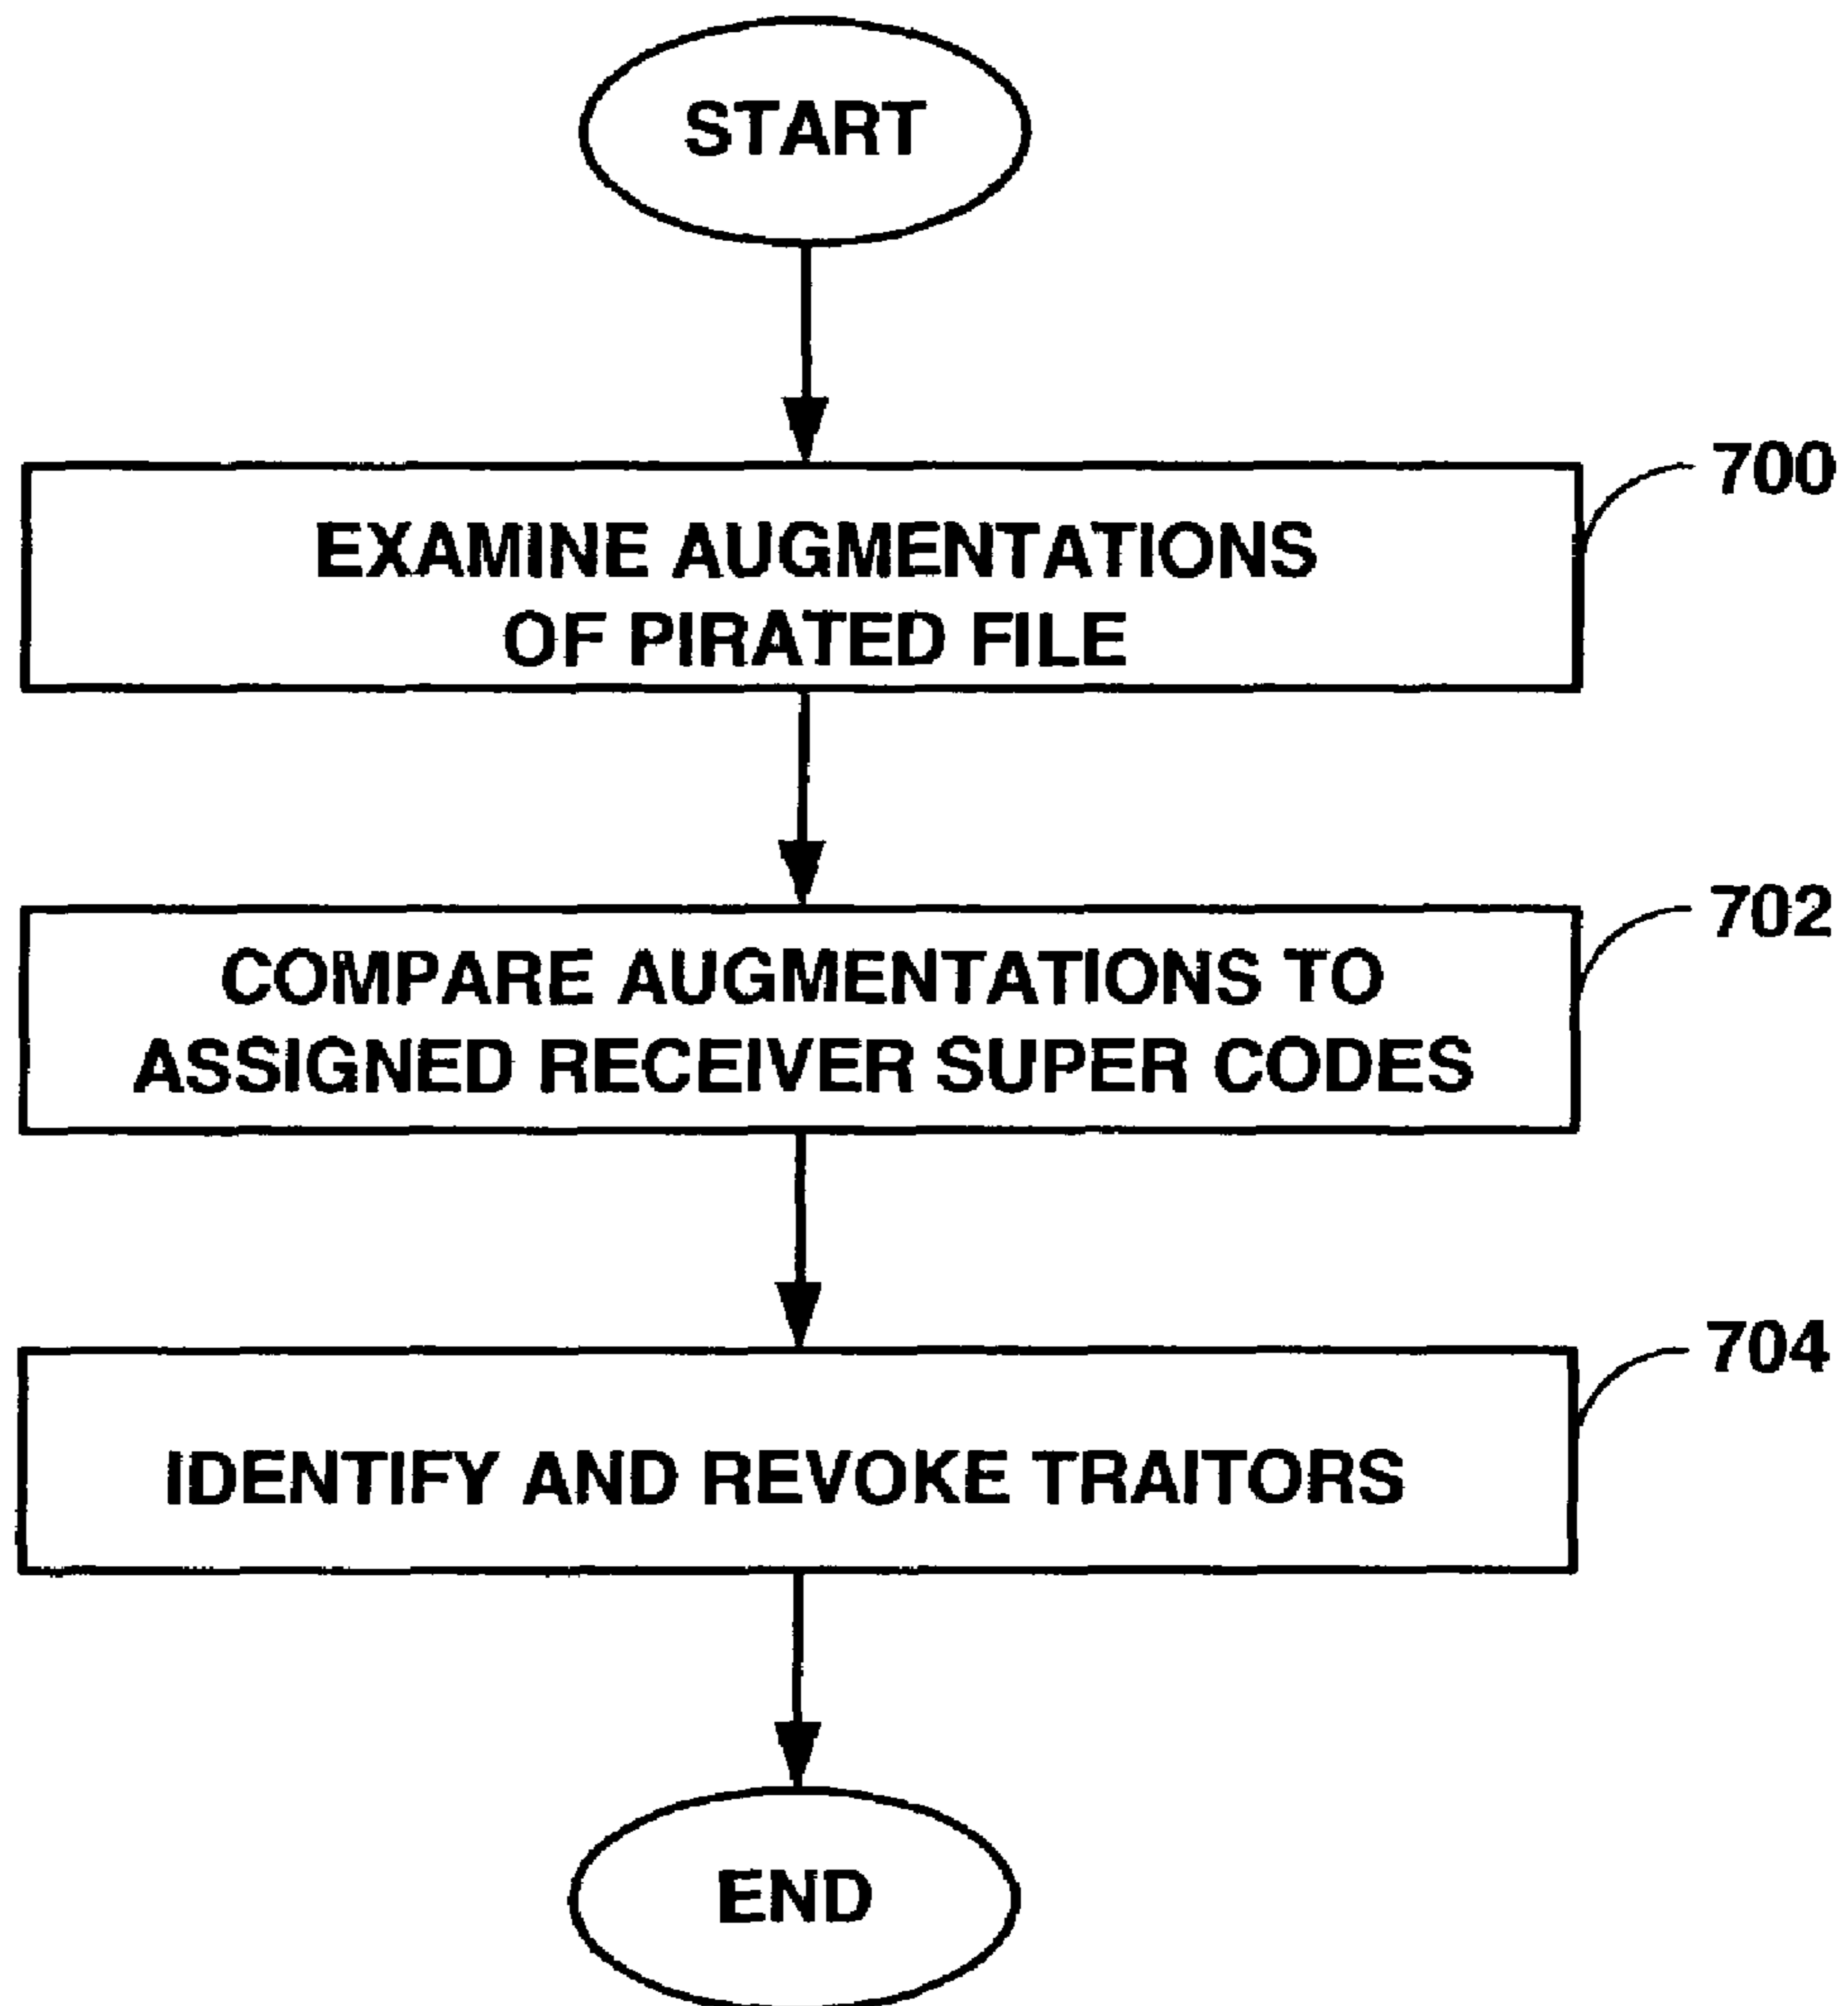 START
700
EXAMINE AUGMENTATIONS
OF PIRATED FILE
702
COMPARE AUGMENTATIONS TO
ASSIGNED RECEIVER SUPER CODES
704
IDENTIFY AND REVOKE TRAITORS
END